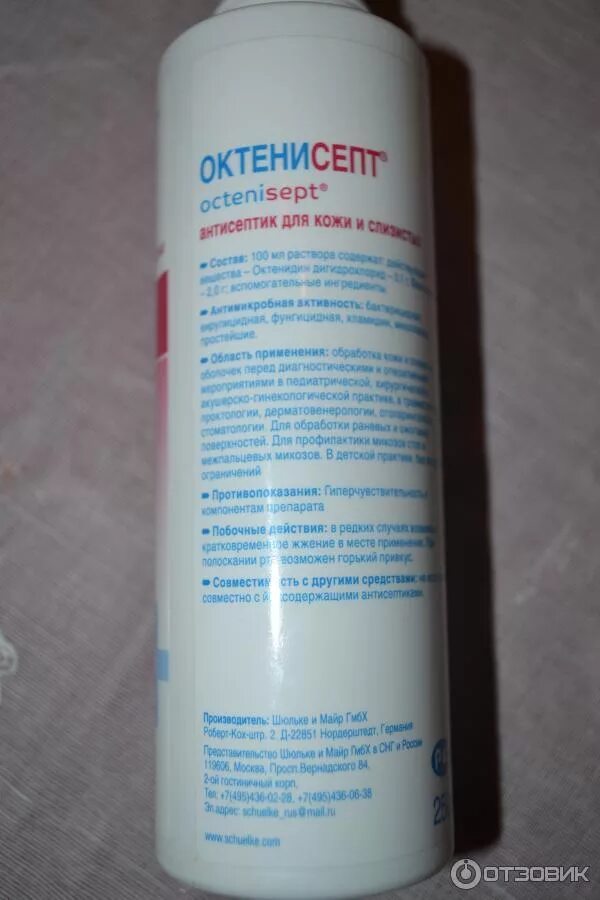 ОКТЕНИСЕПТ®
octenisept®
антисептик для кожи и
Состав: 100 мл раствора содержат:
вещества – Октенидин дигидрохлорид –
– 2,0 г; вспомогательные ингредиенты
Антимикробная активность:
вирулицидная, фунгицидная, хламидии,
простейшие.
Область применения: обработка кожи и
оболочек перед диагностическими и
мероприятиями в педиатрической,
акушерско-гинекологической практике, в
проктологии, дерматовенерологии,
стоматологии. Для обработки раневых и
поверхностей. Для профилактики микозов стоп и
межпальцевых микозов. В детской практике
ограничений
Противопоказания: Гиперчувствительность
компонентам препарата
Побочные действия: в редких случаях
кратковременное жжение в месте применения.
полоскании рта возможен горький привкус.
Совместимость с другими средствами: не
совместно с йодсодержащими антисептиками.
Производитель: Шюльке и Майр ГмбХ
Роберт-Кох-штр. 2. Д-22851 Нордерштедт, Германия
Представительство Шюльке и Майр ГмбХ в СНГ и России
119606, Москва, Просп.Вернадского 84,
2-ой гостиничный корп.
Тел: +7(495)436-02-28, +7(495)436-06-38
Эл.адрес: schuelke_rus@mail.ru
www.schuelke.com
ОТЗОВИК